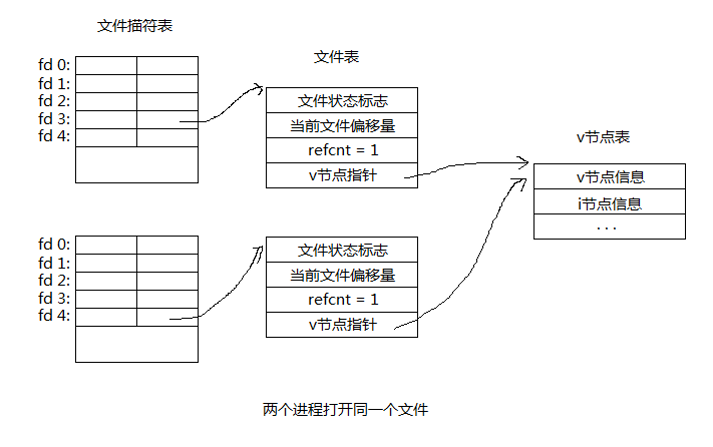 文件描符表
文件表
v节点表
fd 0:
fd 1:
fd 2:
fd 3:
fd 4:
文件状态标志
当前文件偏移量
refcnt = 1
v节点指针
v节点信息
i节点信息
...
fd 0:
fd 1:
fd 2:
fd 3:
fd 4:
文件状态标志
当前文件偏移量
refcnt = 1
v节点指针
两个进程打开同一个文件